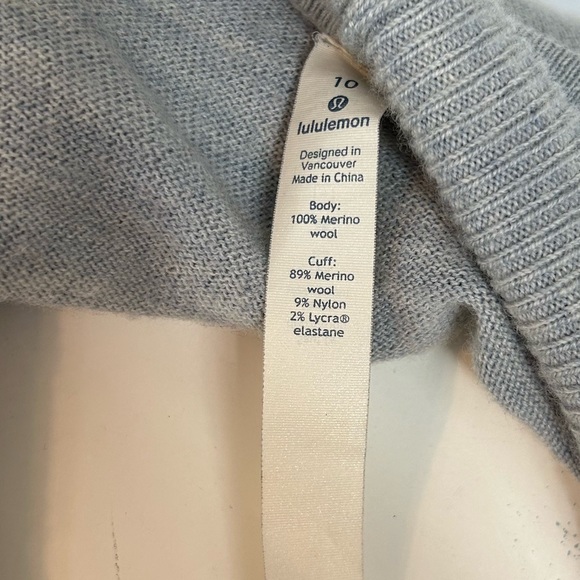 10
lululemon
Designed in
Vancouver
Made in China
Body:
100% Merino
wool
Cuff:
89% Merino
wool
9% Nylon
2% Lycra®
elastane